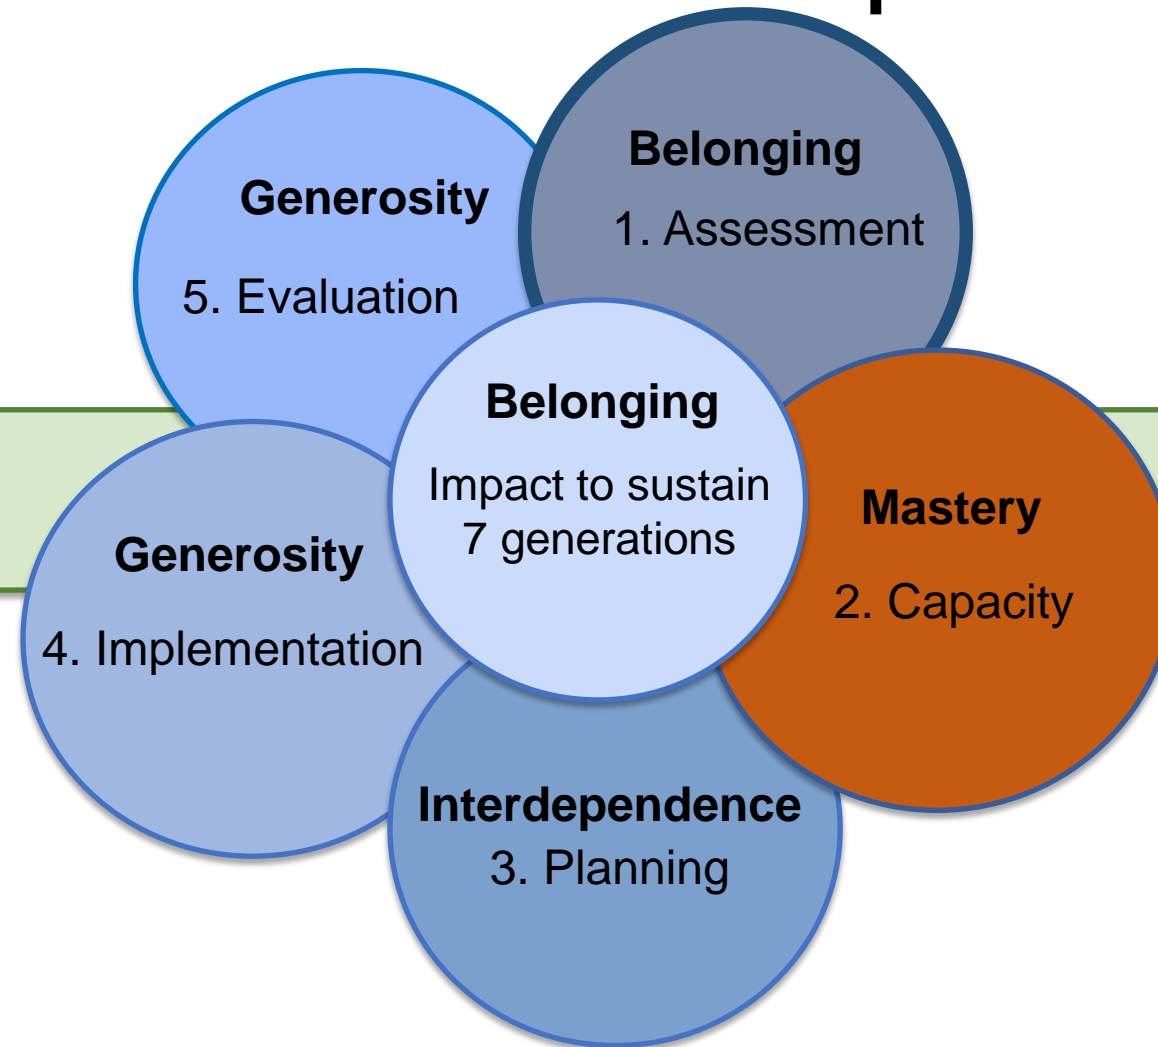 Belonging
1. Assessment
Mastery
2. Capacity
Interdependence
3. Planning
Generosity
4. Implementation
Generosity
5. Evaluation
Belonging
Impact to sustain
7 generations